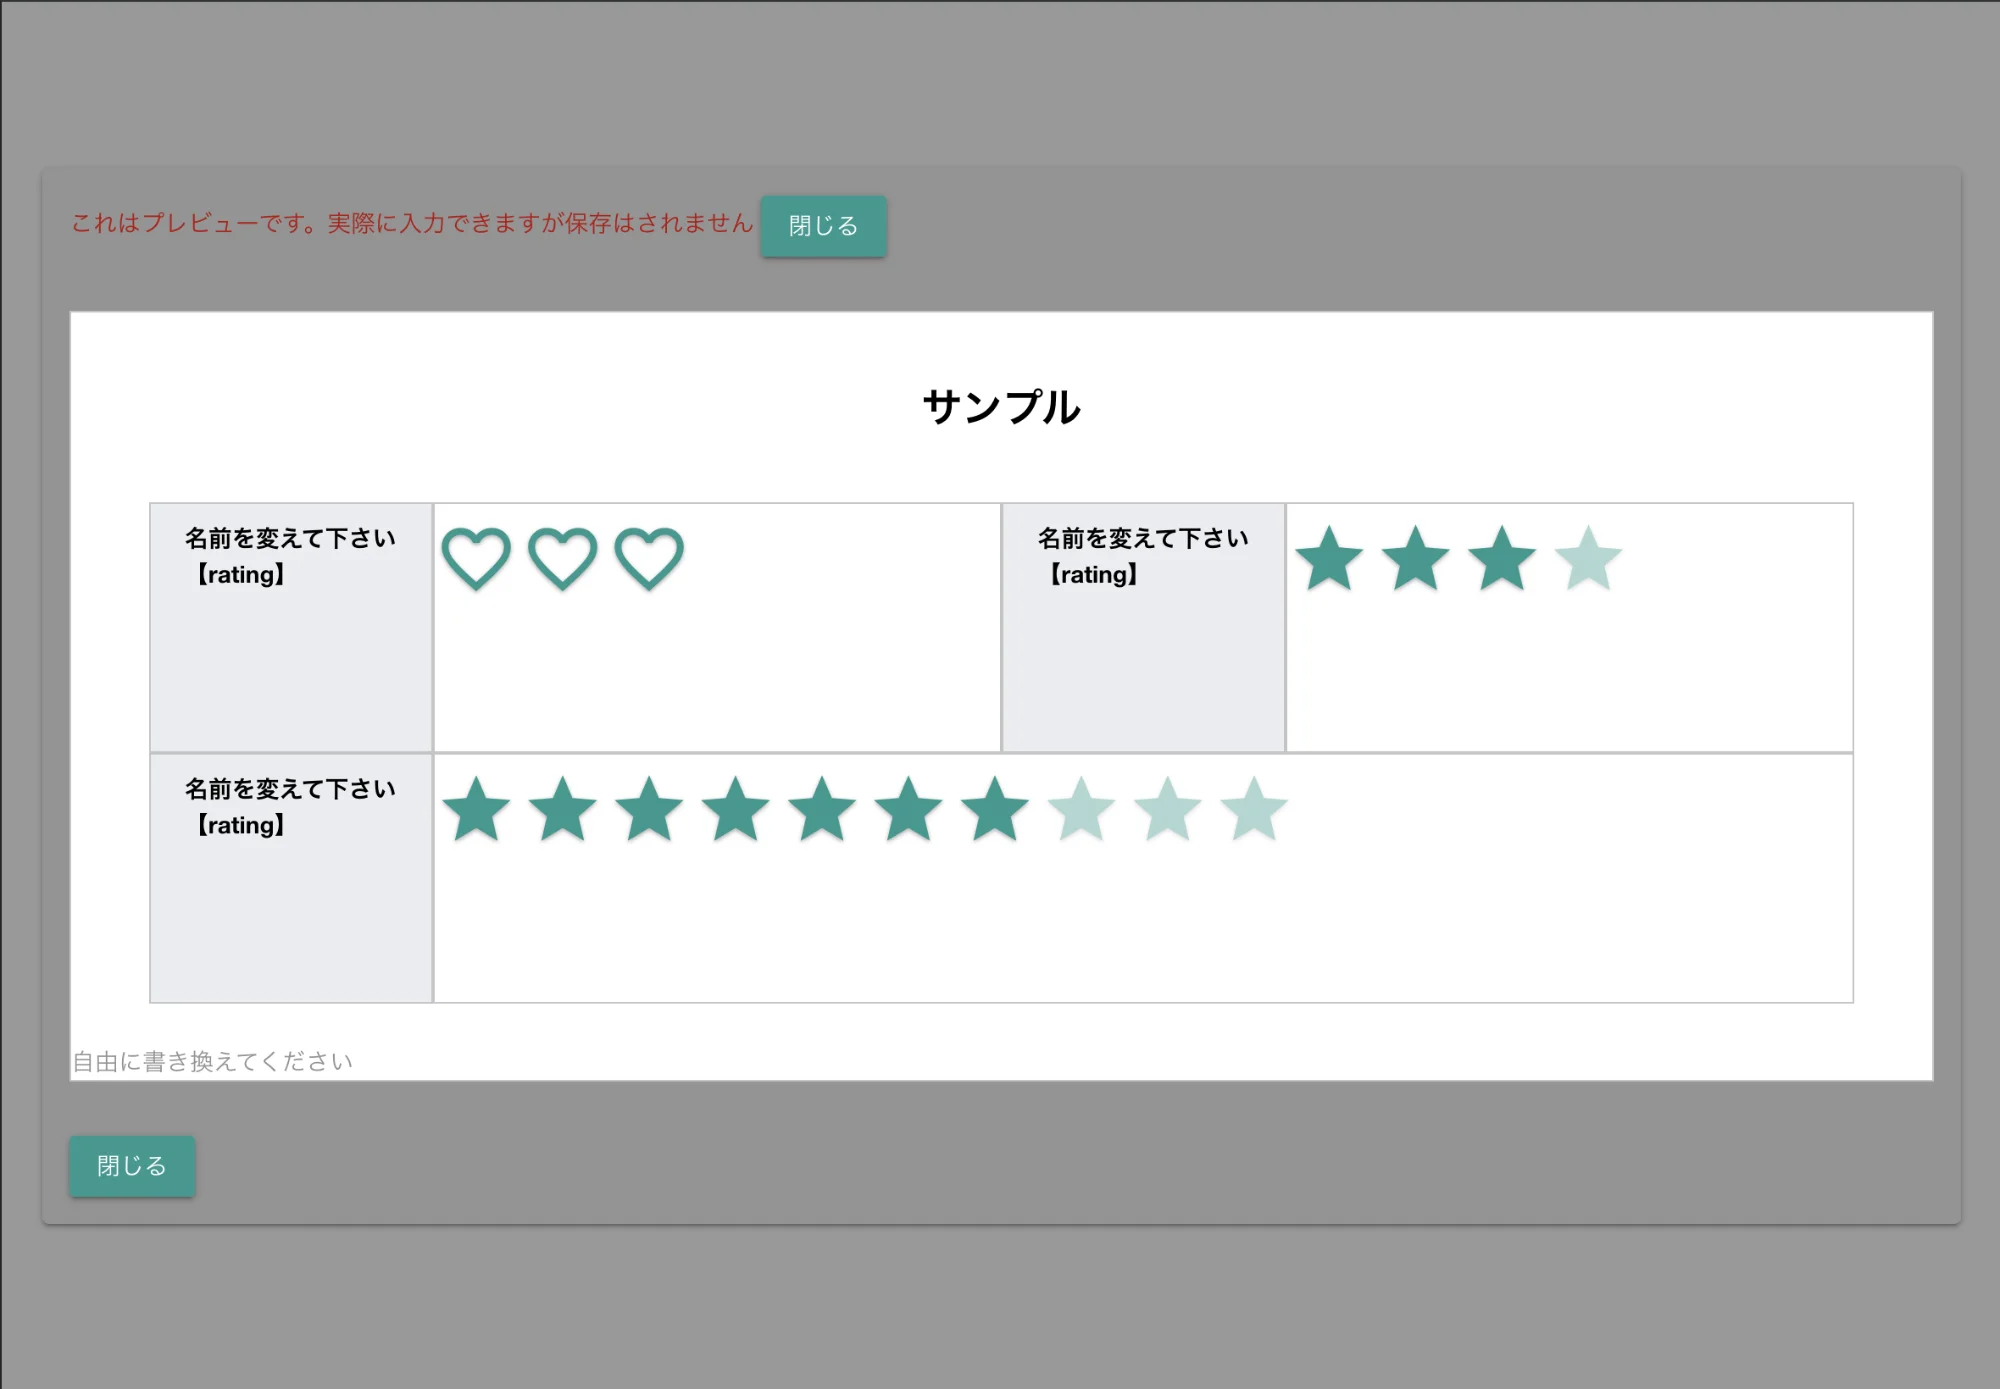 これはプレビューです。実際に入力できますが保存はされません 閉じる
サンプル
名前を変えて下さい
【rating】
名前を変えて下さい
【rating】
名前を変えて下さい
【rating】
自由に書き換えてください
閉じる